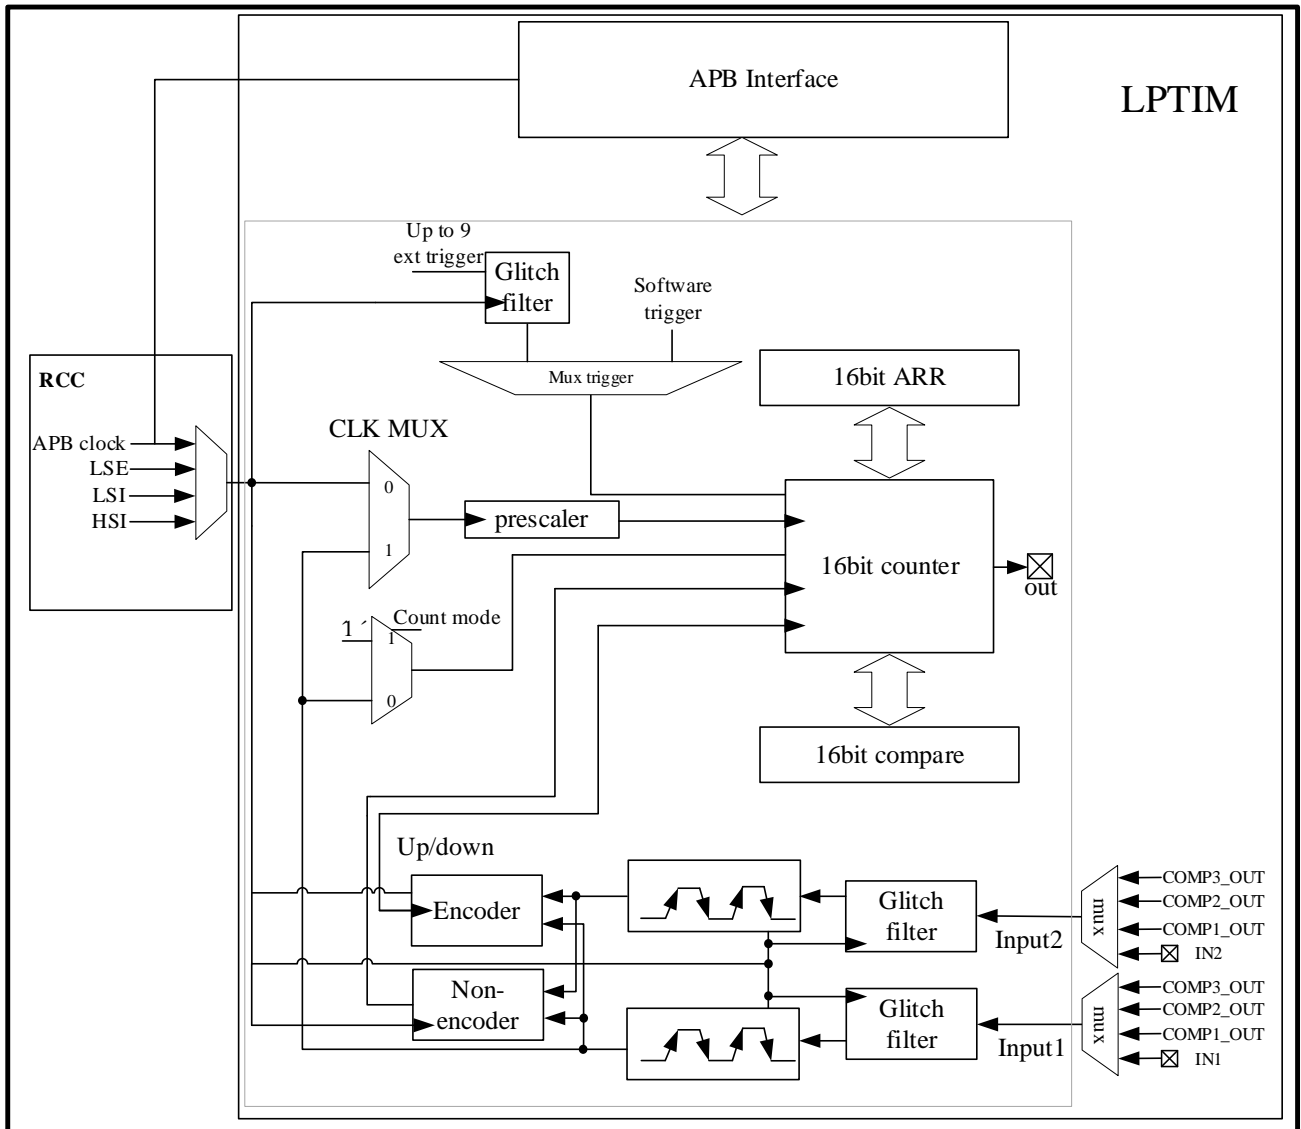 APB Interface
LPTIM
Up to 9
ext trigger
Glitch
filter
Software
trigger
Mux trigger
16bit ARR
RCC
CLK MUX
APB clock
LSE
LSI
HSI
0
1
prescaler
16bit counter
out
1´
Count mode
1
0
16bit compare
Up/down
Encoder
Glitch
filter
Input2
mux
COMP3_OUT
COMP2_OUT
COMP1_OUT
IN2
Non-
encoder
Glitch
filter
Input1
mux
COMP3_OUT
COMP2_OUT
COMP1_OUT
IN1